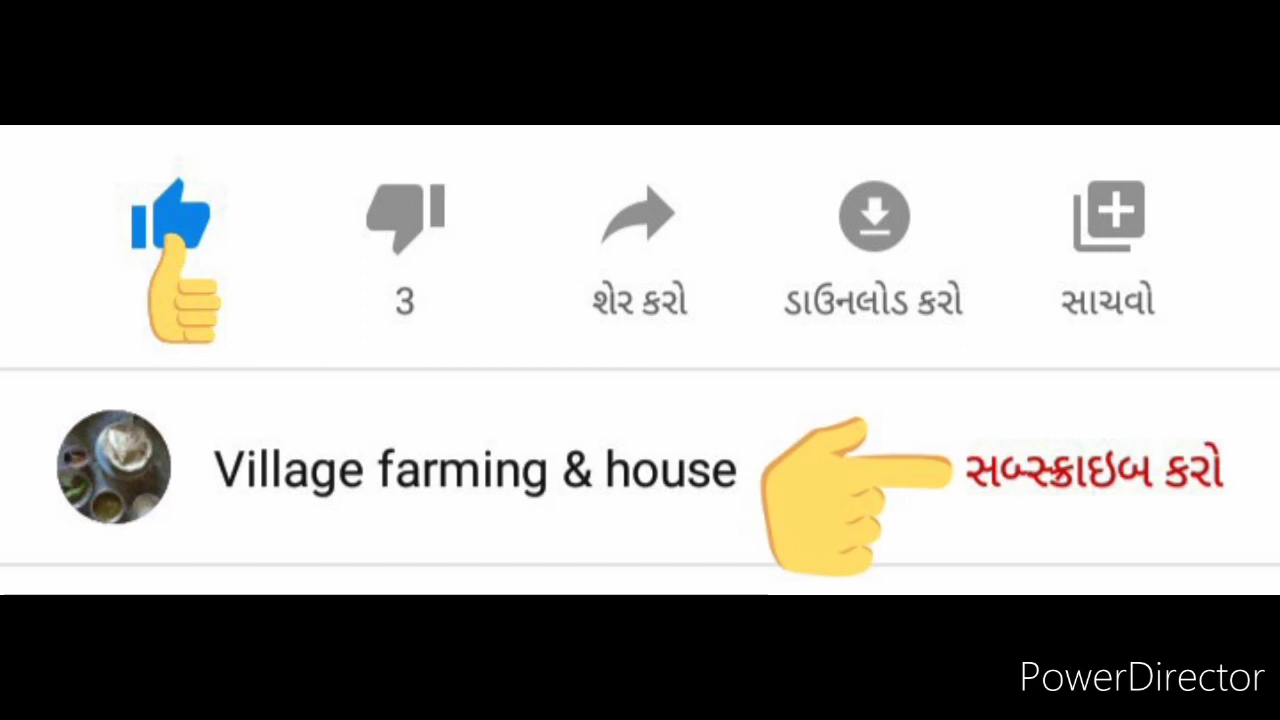 3 શેર કરો ડાઉનલોડ કરો સાચવો
Village farming & house સબ્સ્ક્રાઇબ કરો
PowerDirector